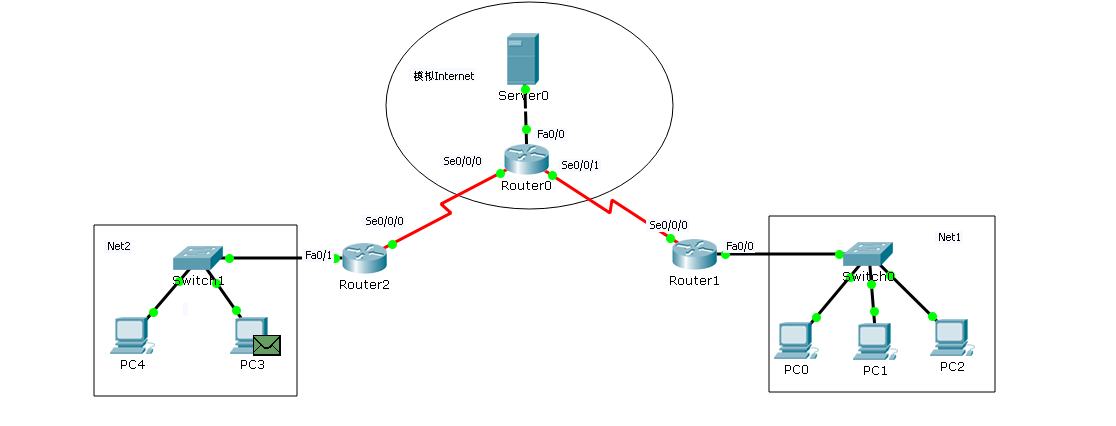 模拟Internet
Server0
Fa0/0
Se0/0/0
Se0/0/1
Router0
Se0/0/0
Se0/0/0
Net2
Fa0/1
Switch1
Router2
Fa0/0
Net1
Switch0
Router1
PC4
PC3
PC0
PC1
PC2